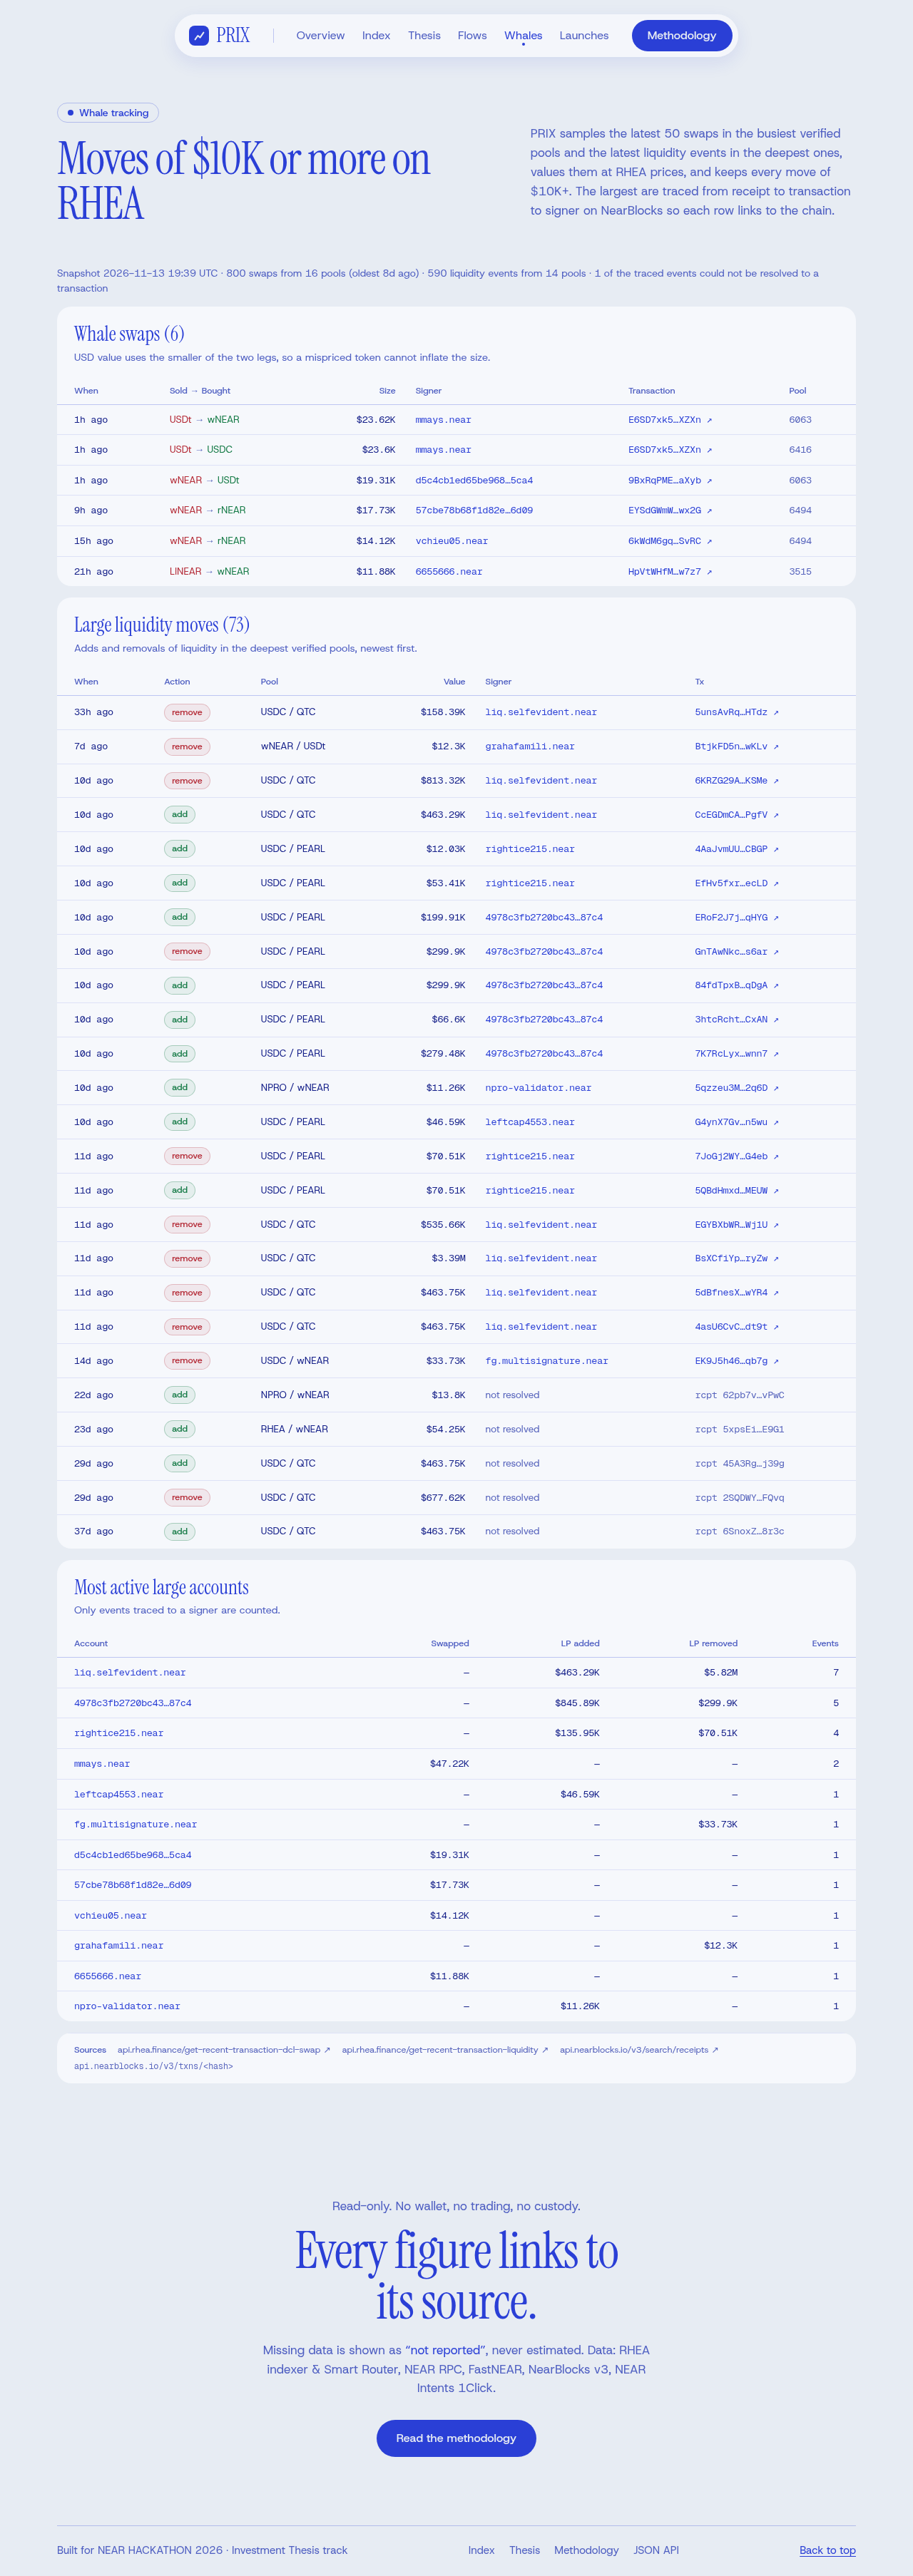 PRIX
Overview Index Thesis Flows Whales Launches Methodology
Whale tracking
Moves of $10K or more on
RHEA
PRIX samples the latest 50 swaps in the busiest verified
pools and the latest liquidity events in the deepest ones,
values them at RHEA prices, and keeps every move of
$10K+. The largest are traced from receipt to transaction
to signer on NearBlocks so each row links to the chain.
Snapshot 2026-11-13 19:39 UTC · 800 swaps from 16 pools (oldest 8d ago) · 590 liquidity events from 14 pools · 1 of the traced events could not be resolved to a
transaction
Whale swaps (6)
USD value uses the smaller of the two legs, so a mispriced token cannot inflate the size.
When Sold → Bought Size Signer Transaction Pool
1h ago USDt → wNEAR $23.62K mmays.near E6SD7xk5…XZXn ↗ 6063
1h ago USDt → USDC $23.6K mmays.near E6SD7xk5…XZXn ↗ 6416
1h ago wNEAR → USDt $19.31K d5c4cb1ed65be968…5ca4 9BxRqPME…aXyb ↗ 6063
9h ago wNEAR → rNEAR $17.73K 57cbe78b68f1d82e…6d09 EYSdGWmW…wx2G ↗ 6494
15h ago wNEAR → rNEAR $14.12K vchieu05.near 6kWdM6gq…SvRC ↗ 6494
21h ago LINEAR → wNEAR $11.88K 6655666.near HpVtWHfM…w7z7 ↗ 3515
Large liquidity moves (73)
Adds and removals of liquidity in the deepest verified pools, newest first.
When Action Pool Value Signer Tx
33h ago remove USDC / QTC $158.39K liq.selfevident.near 5unsAvRq…HTdz ↗
7d ago remove wNEAR / USDt $12.3K grahafamili.near BtjkFD5n…wKLv ↗
10d ago remove USDC / QTC $813.32K liq.selfevident.near 6KRZG29A…KSMe ↗
10d ago add USDC / QTC $463.29K liq.selfevident.near CcEGDmCA…PgfV ↗
10d ago add USDC / PEARL $12.03K rightice215.near 4AaJvmUU…CBGP ↗
10d ago add USDC / PEARL $53.41K rightice215.near EfHv5fxr…ecLD ↗
10d ago add USDC / PEARL $199.91K 4978c3fb2720bc43…87c4 ERoF2J7j…qHYG ↗
10d ago remove USDC / PEARL $299.9K 4978c3fb2720bc43…87c4 GnTAwNkc…s6ar ↗
10d ago add USDC / PEARL $299.9K 4978c3fb2720bc43…87c4 84fdTpxB…qDgA ↗
10d ago add USDC / PEARL $66.6K 4978c3fb2720bc43…87c4 3htcRcht…CxAN ↗
10d ago add USDC / PEARL $279.48K 4978c3fb2720bc43…87c4 7K7RcLyx…wnn7 ↗
10d ago add NPRO / wNEAR $11.26K npro-validator.near 5qzzeu3M…2q6D ↗
10d ago add USDC / PEARL $46.59K leftcap4553.near G4ynX7Gv…n5wu ↗
11d ago remove USDC / PEARL $70.51K rightice215.near 7JoGj2WY…G4eb ↗
11d ago add USDC / PEARL $70.51K rightice215.near 5QBdHmxd…MEUW ↗
11d ago remove USDC / QTC $535.66K liq.selfevident.near EGYBXbWR…Wj1U ↗
11d ago remove USDC / QTC $3.39M liq.selfevident.near BsXCfiYp…ryZw ↗
11d ago remove USDC / QTC $463.75K liq.selfevident.near 5dBfnesX…wYR4 ↗
11d ago remove USDC / QTC $463.75K liq.selfevident.near 4asU6CvC…dt9t ↗
14d ago remove USDC / wNEAR $33.73K fg.multisignature.near EK9J5h46…qb7g ↗
22d ago add NPRO / wNEAR $13.8K not resolved rcpt 62pb7v…vPwC
23d ago add RHEA / wNEAR $54.25K not resolved rcpt 5xpsEi…E9Gl
29d ago add USDC / QTC $463.75K not resolved rcpt 45A3Rg…j39g
29d ago remove USDC / QTC $677.62K not resolved rcpt 2SQDWY…FQvq
37d ago add USDC / QTC $463.75K not resolved rcpt 6SnoxZ…8r3c
Most active large accounts
Only events traced to a signer are counted.
Account Swapped LP added LP removed Events
liq.selfevident.near — $463.29K $5.82M 7
4978c3fb2720bc43…87c4 — $845.89K $299.9K 5
rightice215.near — $135.95K $70.51K 4
mmays.near $47.22K — — 2
leftcap4553.near — $46.59K — 1
fg.multisignature.near — — $33.73K 1
d5c4cb1ed65be968…5ca4 $19.31K — — 1
57cbe78b68f1d82e…6d09 $17.73K — — 1
vchieu05.near $14.12K — — 1
grahafamili.near — — $12.3K 1
6655666.near $11.88K — — 1
npro-validator.near — $11.26K — 1
Sources api.rhea.finance/get-recent-transaction-dcl-swap ↗ api.rhea.finance/get-recent-transaction-liquidity ↗ api.nearblocks.io/v3/search/receipts ↗
api.nearblocks.io/v3/txns/<hash>
Read-only. No wallet, no trading, no custody.
Every figure links to
its source.
Missing data is shown as “not reported”, never estimated. Data: RHEA
indexer & Smart Router, NEAR RPC, FastNEAR, NearBlocks v3, NEAR
Intents 1Click.
Read the methodology
Built for NEAR HACKATHON 2026 · Investment Thesis track Index Thesis Methodology JSON API Back to top